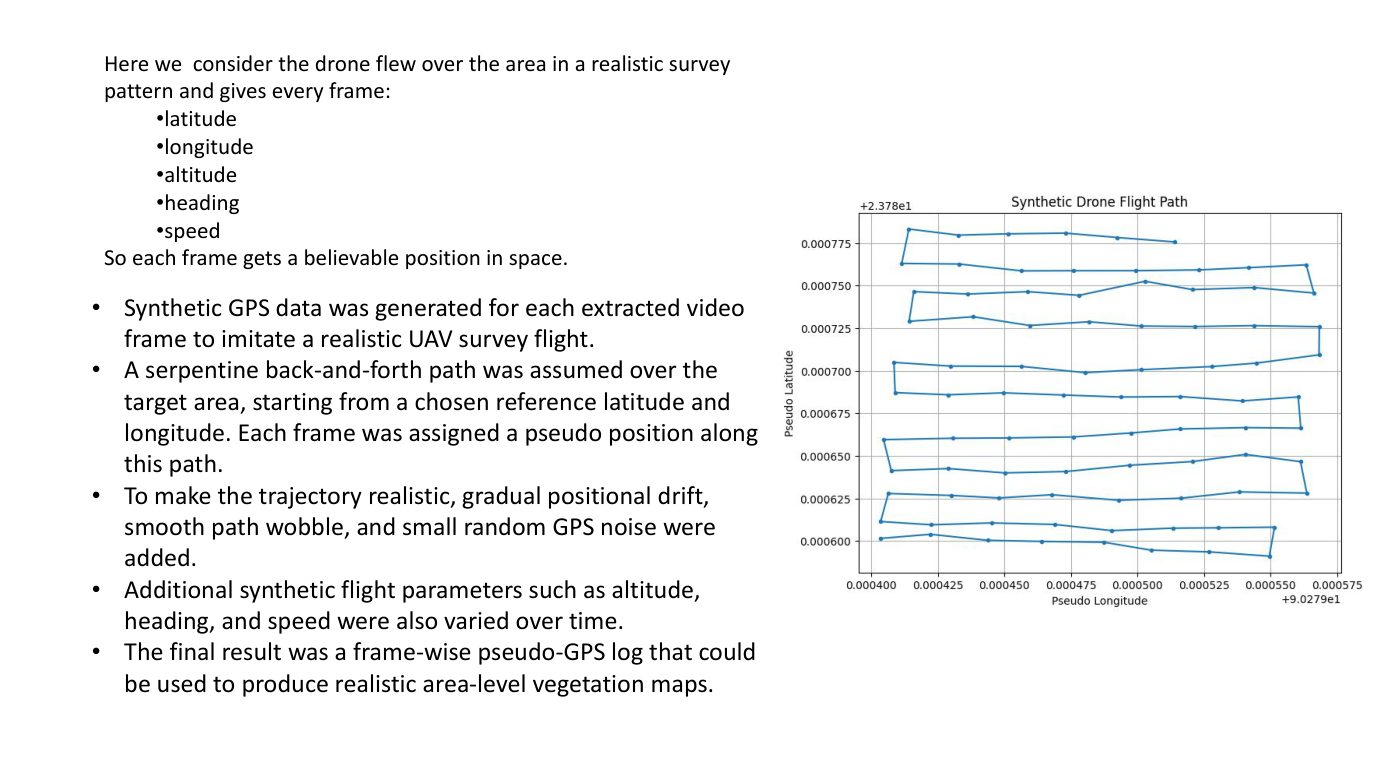 Here we  consider the drone flew over the area in a realistic survey
pattern and gives every frame:
•latitude
•longitude
•altitude
•heading
•speed
So each frame gets a believable position in space.
• Synthetic GPS data was generated for each extracted video
frame to imitate a realistic UAV survey flight.
• A serpentine back-and-forth path was assumed over the
target area, starting from a chosen reference latitude and
longitude. Each frame was assigned a pseudo position along
this path.
• To make the trajectory realistic, gradual positional drift,
smooth path wobble, and small random GPS noise were
added.
• Additional synthetic flight parameters such as altitude,
heading, and speed were also varied over time.
• The final result was a frame-wise pseudo-GPS log that could
be used to produce realistic area-level vegetation maps.
Synthetic Drone Flight Path
+2.378e1
0.000775
0.000750
0.000725
0.000700
0.000675
0.000650
0.000625
0.000600
Pseudo Latitude
0.000400 0.000425 0.000450 0.000475 0.000500 0.000525 0.000550 0.000575
Pseudo Longitude
+9.0279e1